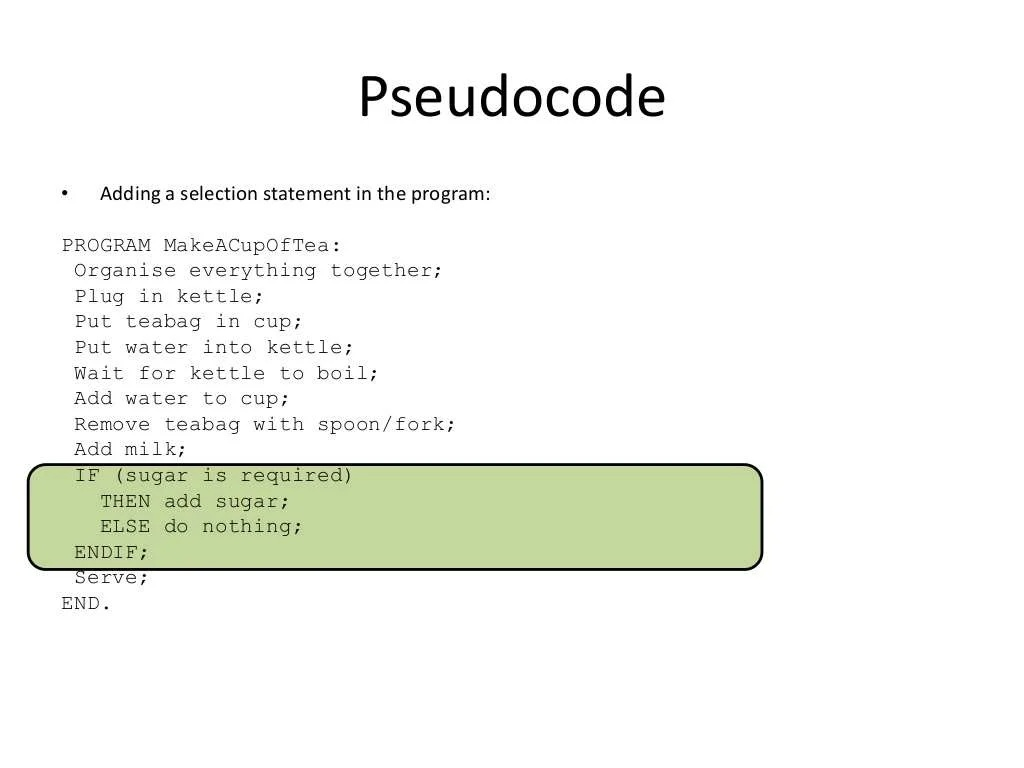 Pseudocode
• Adding a selection statement in the program:
PROGRAM MakeACupOfTea:
Organise everything together;
Plug in kettle;
Put teabag in cup;
Put water into kettle;
Wait for kettle to boil;
Add water to cup;
Remove teabag with spoon/fork;
Add milk;
IF (sugar is required)
THEN add sugar;
ELSE do nothing;
ENDIF;
Serve;
END.